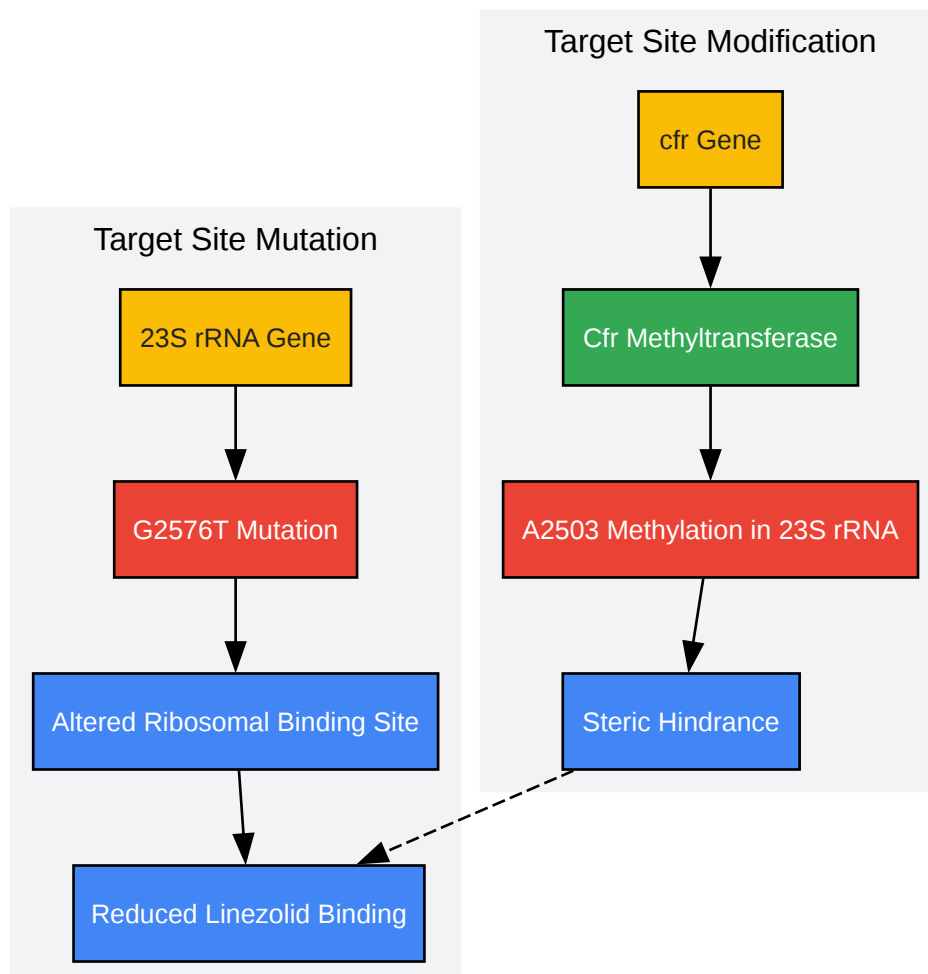 Target Site Modification
cfr Gene
Cfr Methyltransferase
A2503 Methylation in 23S rRNA
Steric Hindrance
Target Site Mutation
23S rRNA Gene
G2576T Mutation
Altered Ribosomal Binding Site
Reduced Linezolid Binding